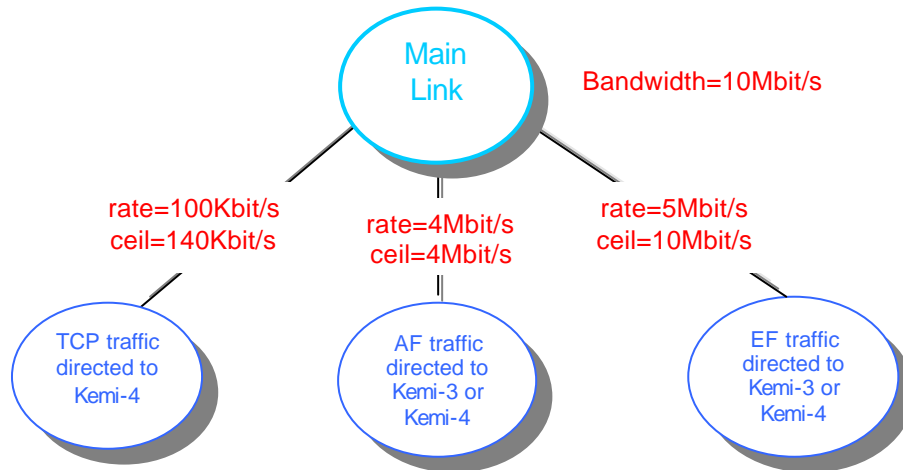 Main
Link
Bandwidth=10Mbit/s
rate=100Kbit/s
ceil=140Kbit/s
rate=4Mbit/s
ceil=4Mbit/s
rate=5Mbit/s
ceil=10Mbit/s
TCP traffic
directed to
Kemi-4
AF traffic
directed to
Kemi-3 or
Kemi-4
EF traffic
directed to
Kemi-3 or
Kemi-4